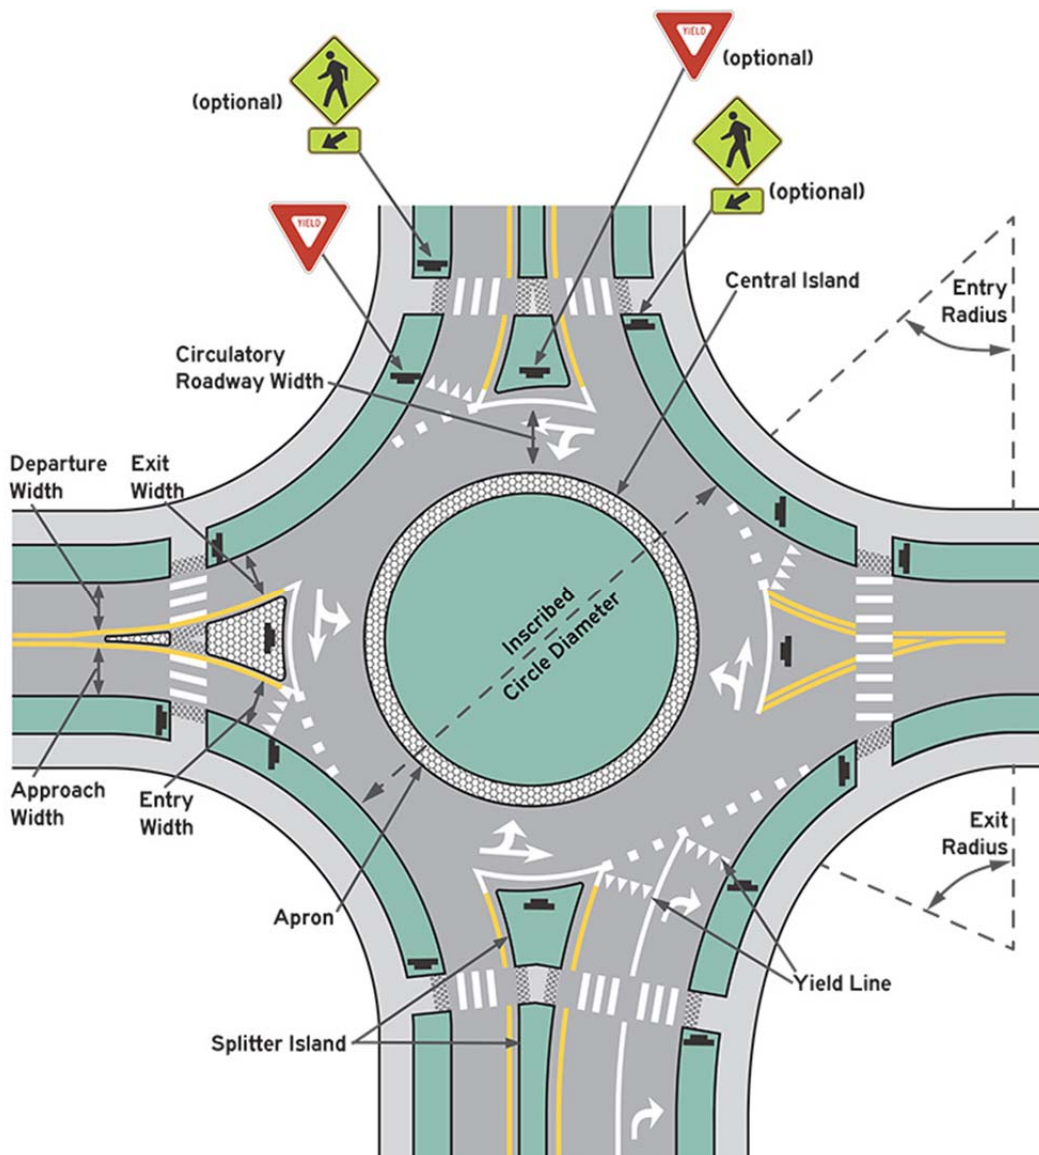 YIELD
(optional)
(optional)
(optional)
YIELD
Central Island
Entry
Radius
Circulatory
Roadway Width
Departure
Width
Exit
Width
Inscribed
Circle Diameter
Approach
Width
Entry
Width
Exit
Radius
Apron
Yield Line
Splitter Island